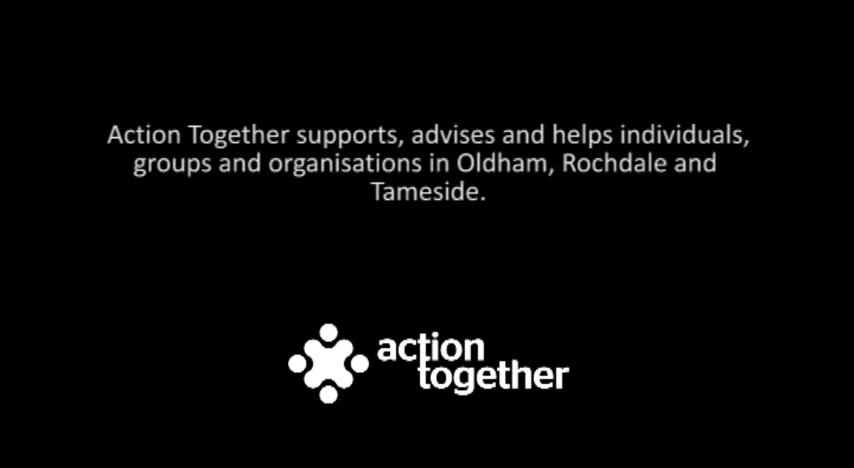 Action Together supports, advises and helps individuals,
groups and organisations in Oldham, Rochdale and
Tameside.
action
together